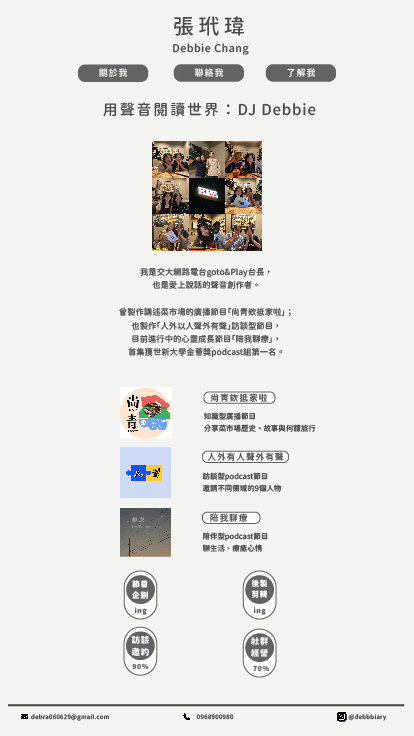 張玳瑋
Debbie Chang
關於我
聯絡我
了解我
用聲音閱讀世界：DJ Debbie
我是交大網路電台goto&Play台長，
也是愛上說話的聲音創作者。
曾製作講述菜市場的廣播節目「尚青欸抵家啦」；
也製作「人外以人聲外有聲」訪談型節目，
目前進行中的心靈成長節目「陪我聊療」，
首集獲世新大學金蕾獎podcast組第一名。
尚青
尚青欸抵家啦
知識型廣播節目
分享菜市場歷史、故事與何謂旅行
人聲
人外有人聲外有聲
訪談型podcast節目
邀請不同領域的9個人物
陪我聊療
陪伴型podcast節目
聊生活、療癒心情
節目
企劃
ing
後製
剪輯
ing
訪談
邀約
90%
社群
經營
70%
debra060629@gmail.com
0968900980
@debbbiary